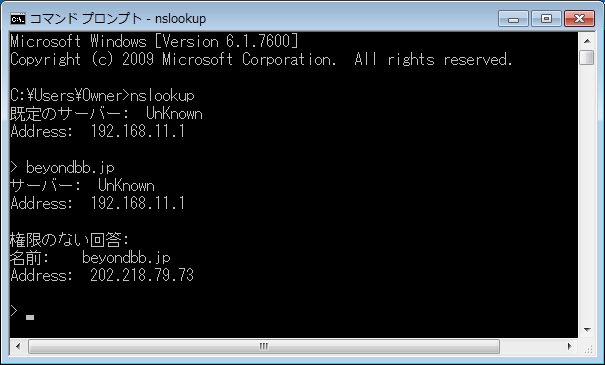 コマンド プロンプト - nslookup
Microsoft Windows [Version 6.1.7600]
Copyright (c) 2009 Microsoft Corporation.  All rights reserved.
C:¥Users¥Owner>nslookup
既定のサーバー:  UnKnown
Address:  192.168.11.1
> beyondbb.jp
サーバー:  UnKnown
Address:  192.168.11.1
権限のない回答:
名前:    beyondbb.jp
Address:  202.218.79.73
>